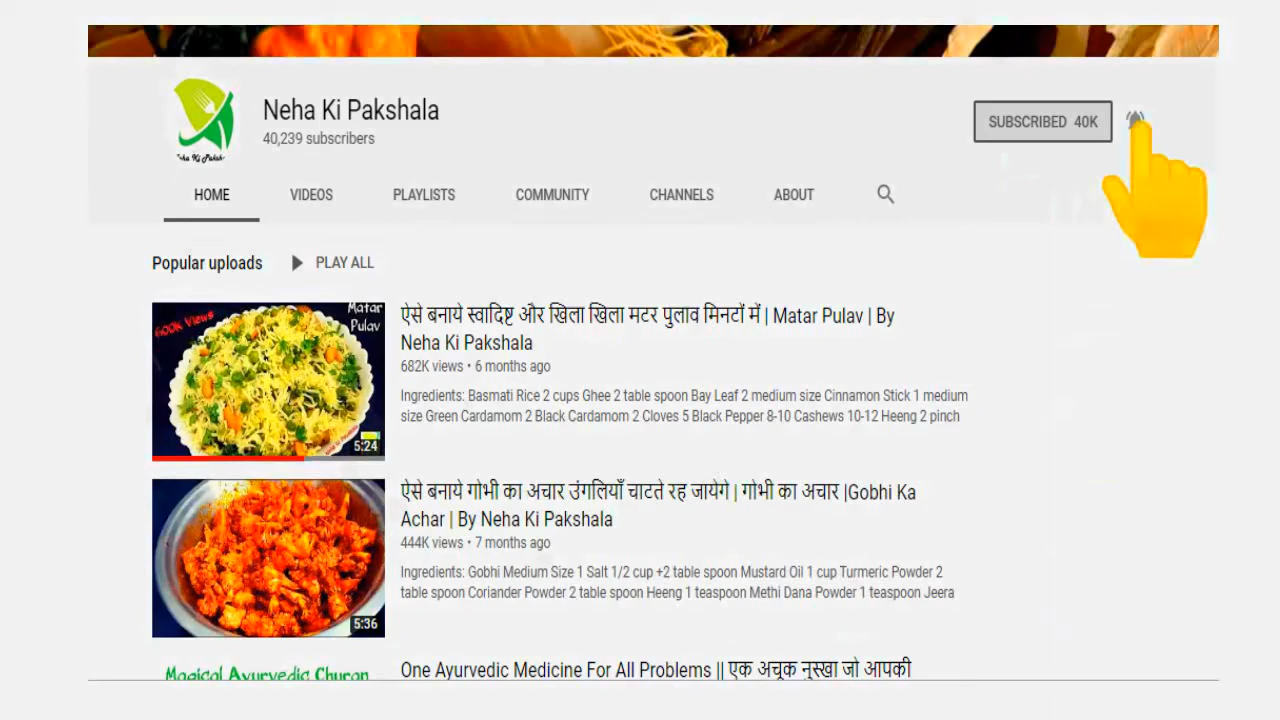 Neha Ki Pakshala
40,239 subscribers
SUBSCRIBED 40K
HOME VIDEOS PLAYLISTS COMMUNITY CHANNELS ABOUT
Popular uploads PLAY ALL
600K Views
Matar
Pulav
5:24
ऐसे बनाये स्वादिष्ट और खिला खिला मटर पुलाव मिनटों में | Matar Pulav | By
Neha Ki Pakshala
682K views • 6 months ago
Ingredients: Basmati Rice 2 cups Ghee 2 table spoon Bay Leaf 2 medium size Cinnamon Stick 1 medium
size Green Cardamom 2 Black Cardamom 2 Cloves 5 Black Pepper 8-10 Cashews 10-12 Heeng 2 pinch
5:36
ऐसे बनाये गोभी का अचार उंगलियाँ चाटते रह जायेगे | गोभी का अचार |Gobhi Ka
Achar | By Neha Ki Pakshala
444K views • 7 months ago
Ingredients: Gobhi Medium Size 1 Salt 1/2 cup +2 table spoon Mustard Oil 1 cup Turmeric Powder 2
table spoon Coriander Powder 2 table spoon Heeng 1 teaspoon Methi Dana Powder 1 teaspoon Jeera
Magical Ayurvedic Churan
One Ayurvedic Medicine For All Problems || एक अचूक नुस्खा जो आपकी